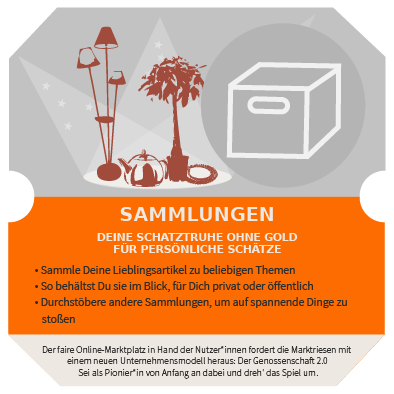 SAMMLUNGEN
DEINE SCHATZTRUHE OHNE GOLD
FÜR PERSÖNLICHE SCHÄTZE
• Sammle Deine Lieblingsartikel zu beliebigen Themen
• So behältst Du sie im Blick, für Dich privat oder öffentlich
• Durchstöbere andere Sammlungen, um auf spannende Dinge zu
stoßen
Der faire Online-Marktplatz in Hand der Nutzer*innen fordert die Marktriesen mit
einem neuen Unternehmensmodell heraus: Der Genossenschaft 2.0
Sei als Pionier*in von Anfang an dabei und dreh' das Spiel um.